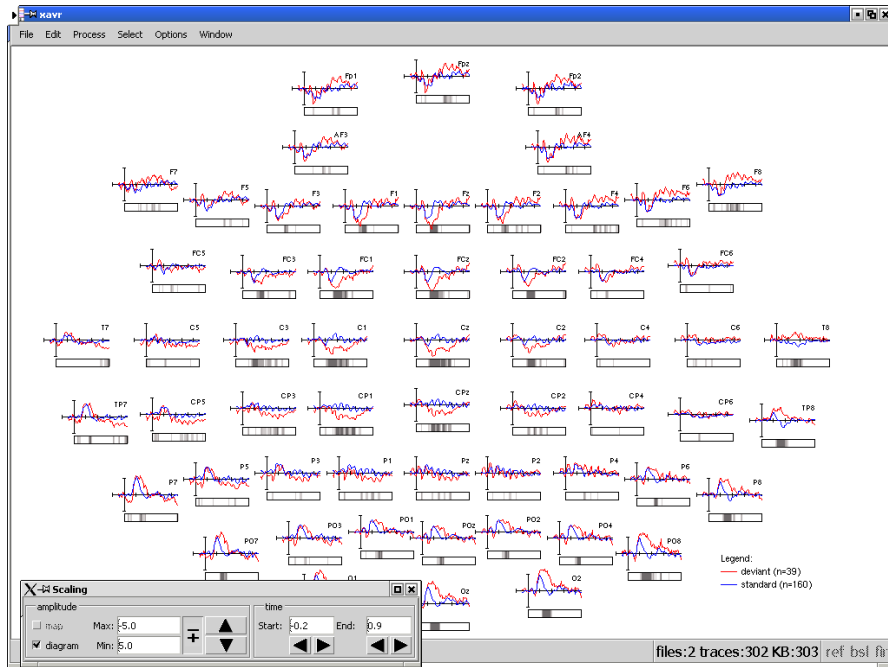 xavr
File Edit Process Select Options Window
Fp1 Fpz Fp2
AF3 AF4
F7 F5 F3 F1 Fz F2 F4 F6 F8
FC5 FC3 FC1 FCz FC2 FC4 FC6
T7 C5 C3 C1 Cz C2 C4 C6 T8
TP7 CP5 CP3 CP1 CPz CP2 CP4 CP6 TP8
P7 P5 P3 P1 Pz P2 P4 P6 P8
PO7 PO3 PO1 POz PO2 PO4 PO8
O1 Oz O2
Legend:
deviant (n=39)
standard (n=160)
Scaling
amplitude time
map Max: -5.0 Start: -0.2 End: 0.9
diagram Min: 5.0
files:2 traces:302 KB:303 ref bsl